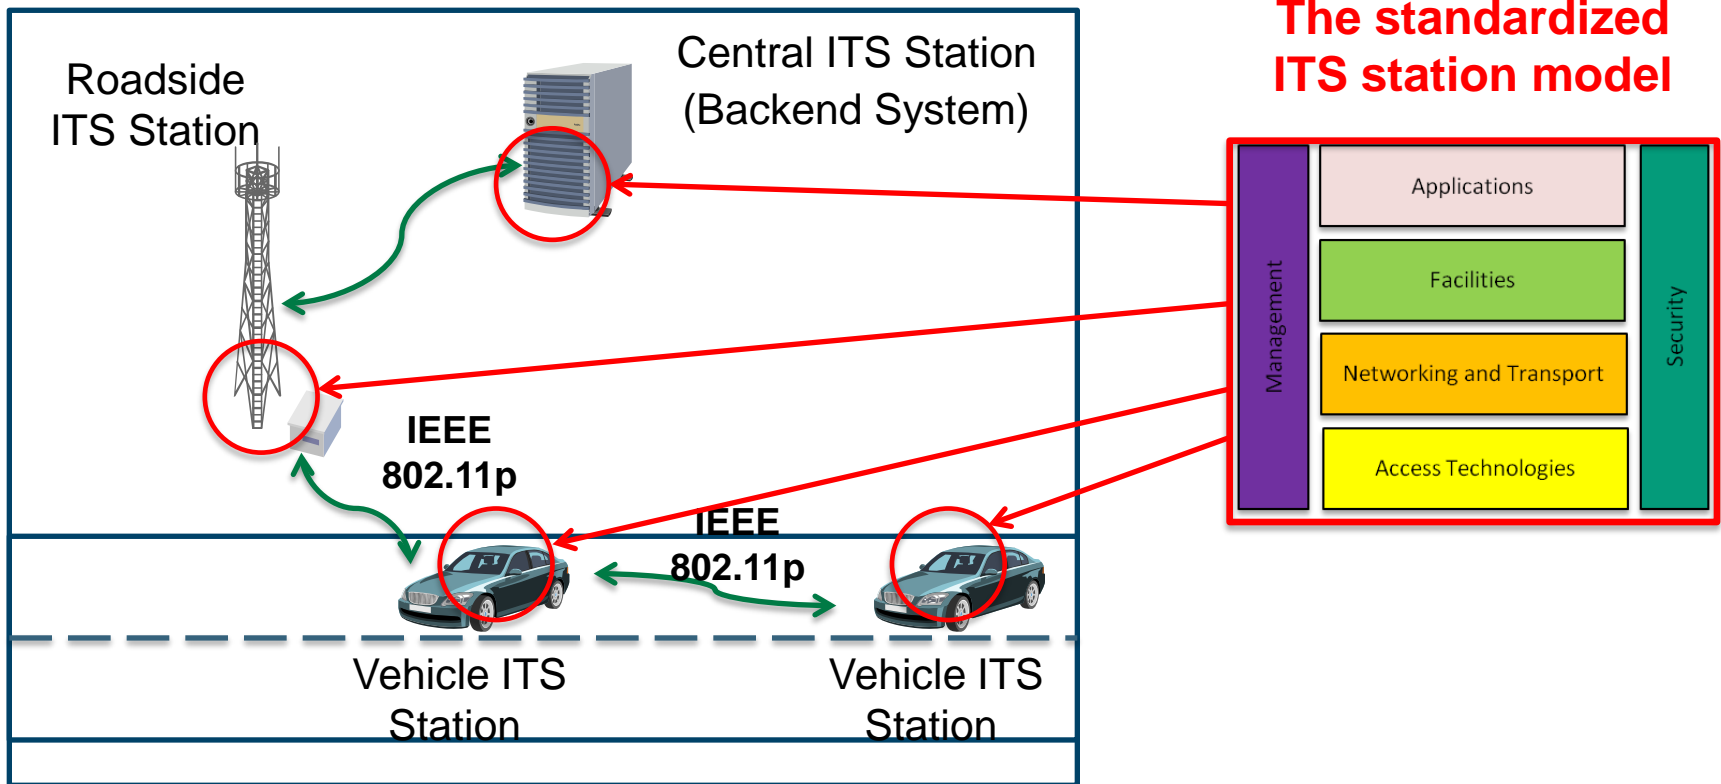 Roadside
ITS Station
Central ITS Station
(Backend System)
The standardized
ITS station model
Management
Applications
Facilities
Networking and Transport
Access Technologies
Security
IEEE
802.11p
IEEE
802.11p
Vehicle ITS
Station
Vehicle ITS
Station